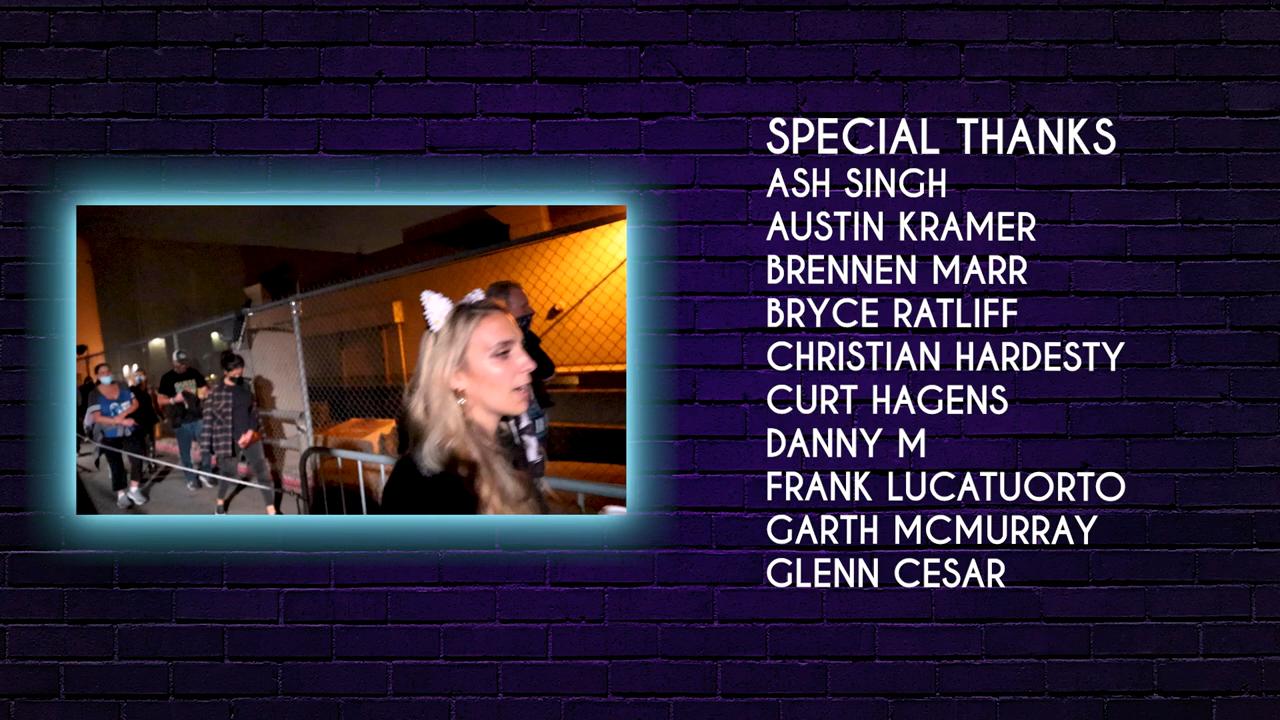 SPECIAL THANKS
ASH SINGH
AUSTIN KRAMER
BRENNEN MARR
BRYCE RATLIFF
CHRISTIAN HARDESTY
CURT HAGENS
DANNY M
FRANK LUCATUORTO
GARTH MCMURRAY
GLENN CESAR